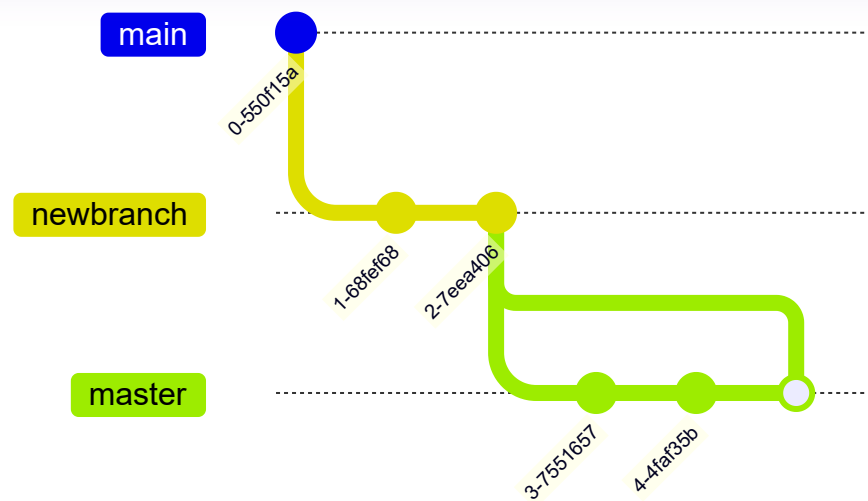 main
0-550f15a
newbranch
1-68fef68
2-7eea406
master
3-7551657
4-4faf35b